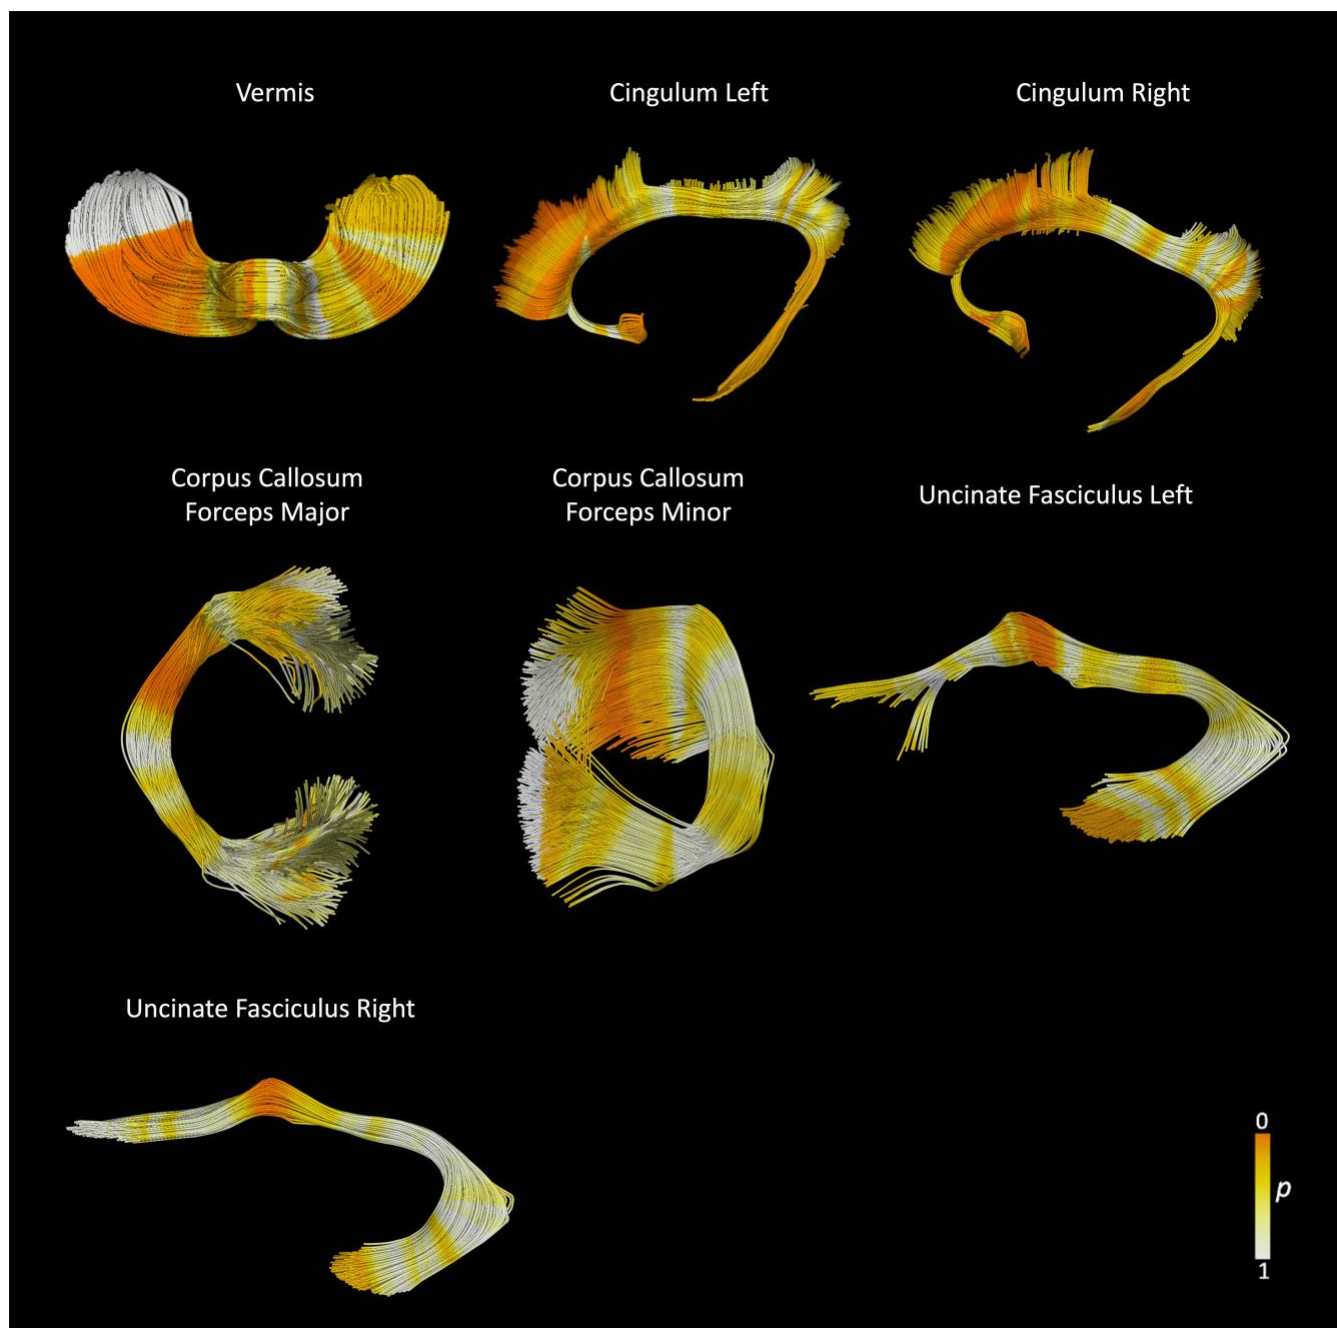 Vermis
Cingulum Left
Cingulum Right
Corpus Callosum
Forceps Major
Corpus Callosum
Forceps Minor
Uncinate Fasciculus Left
Uncinate Fasciculus Right
0
p
1